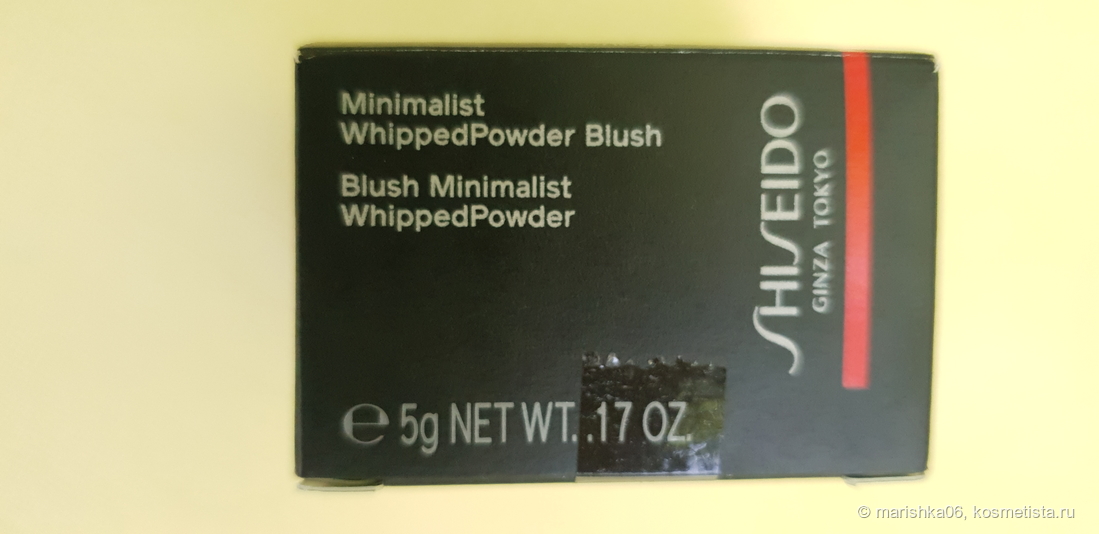 Minimalist
WhippedPowder Blush
Blush Minimalist
WhippedPowder
℮ 5g NET WT. .17 OZ.
SHISEIDO
GINZA TOKYO
© marishka06, kosmetista.ru